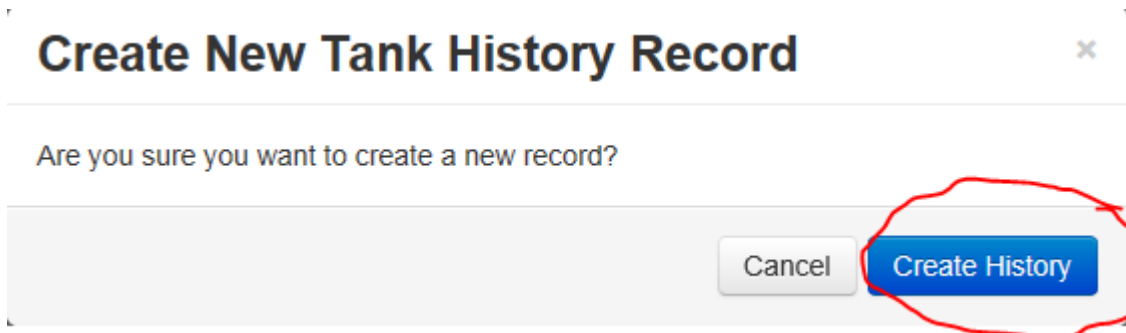 Create New Tank History Record ×
Are you sure you want to create a new record?
Cancel Create History